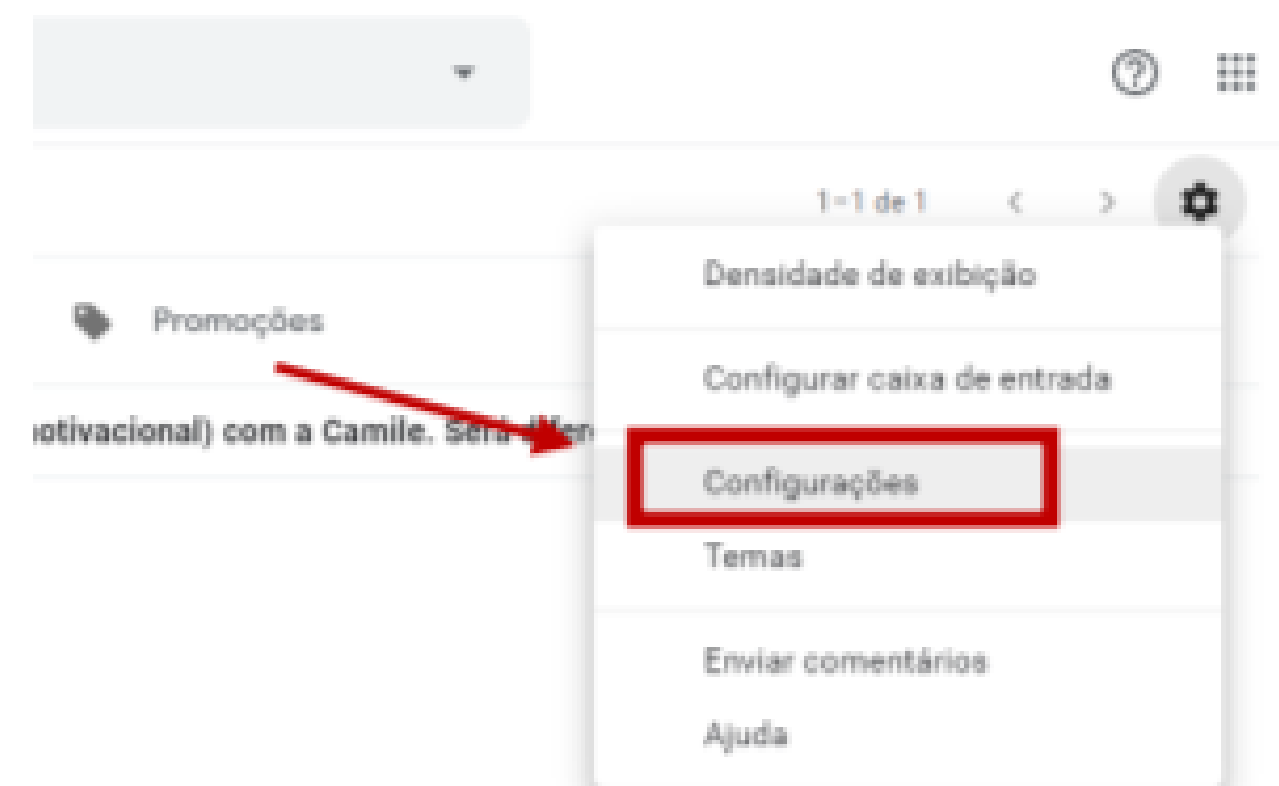 1–1 de 1
Densidade de exibição
Promoções
Configurar caixa de entrada
com a Camile. Será
Configurações
Temas
Enviar comentários
Ajuda